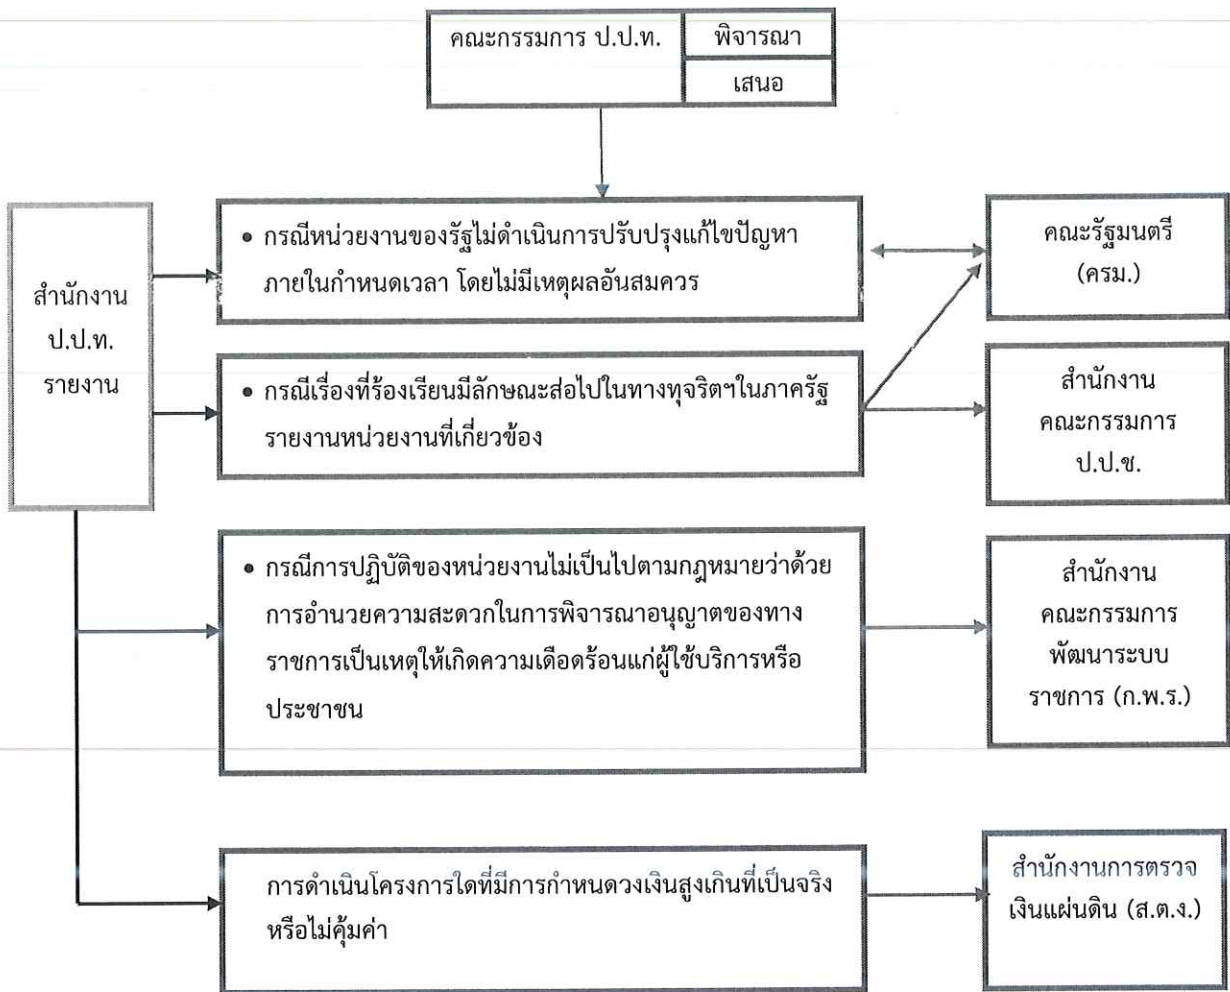 คณะกรรมการ ป.ป.ท.
พิจารณา
เสนอ
สำนักงาน
ป.ป.ท.
รายงาน
• กรณีหน่วยงานของรัฐไม่ดำเนินการปรับปรุงแก้ไขปัญหา
ภายในกำหนดเวลา โดยไม่มีเหตุผลอันสมควร
คณะรัฐมนตรี
(ครม.)
• กรณีเรื่องที่ร้องเรียนมีลักษณะส่อไปในทางทุจริตฯในภาครัฐ
รายงานหน่วยงานที่เกี่ยวข้อง
สำนักงาน
คณะกรรมการ
ป.ป.ช.
• กรณีการปฏิบัติของหน่วยงานไม่เป็นไปตามกฎหมายว่าด้วย
การอำนวยความสะดวกในการพิจารณาอนุญาตของทาง
ราชการเป็นเหตุให้เกิดความเดือดร้อนแก่ผู้ใช้บริการหรือ
ประชาชน
สำนักงาน
คณะกรรมการ
พัฒนาระบบ
ราชการ (ก.พ.ร.)
การดำเนินโครงการใดที่มีการกำหนดวงเงินสูงเกินที่เป็นจริง
หรือไม่คุ้มค่า
สำนักงานการตรวจ
เงินแผ่นดิน (ส.ต.ง.)